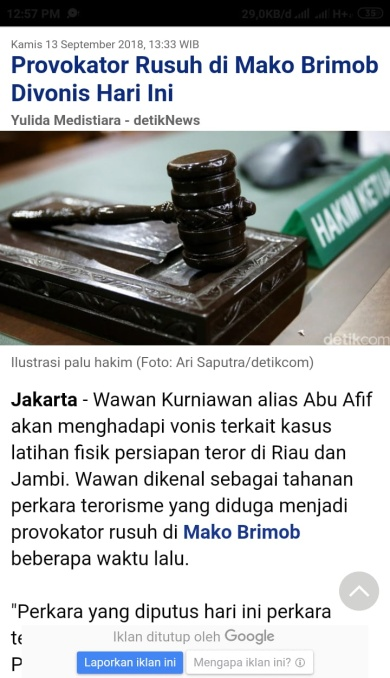 12:57 PM
29,0KB/d .ıl .ıl H+ 38
Kamis 13 September 2018, 13:33 WIB
Provokator Rusuh di Mako Brimob
Divonis Hari Ini
Yulida Medistiara - detikNews
HAKIM KETUA
detikcom
Ilustrasi palu hakim (Foto: Ari Saputra/detikcom)
Jakarta - Wawan Kurniawan alias Abu Afif
akan menghadapi vonis terkait kasus
latihan fisik persiapan teror di Riau dan
Jambi. Wawan dikenal sebagai tahanan
perkara terorisme yang diduga menjadi
provokator rusuh di Mako Brimob
beberapa waktu lalu.
"Perkara yang diputus hari ini perkara
Iklan ditutup oleh Google
Laporkan iklan ini
Mengapa iklan ini?